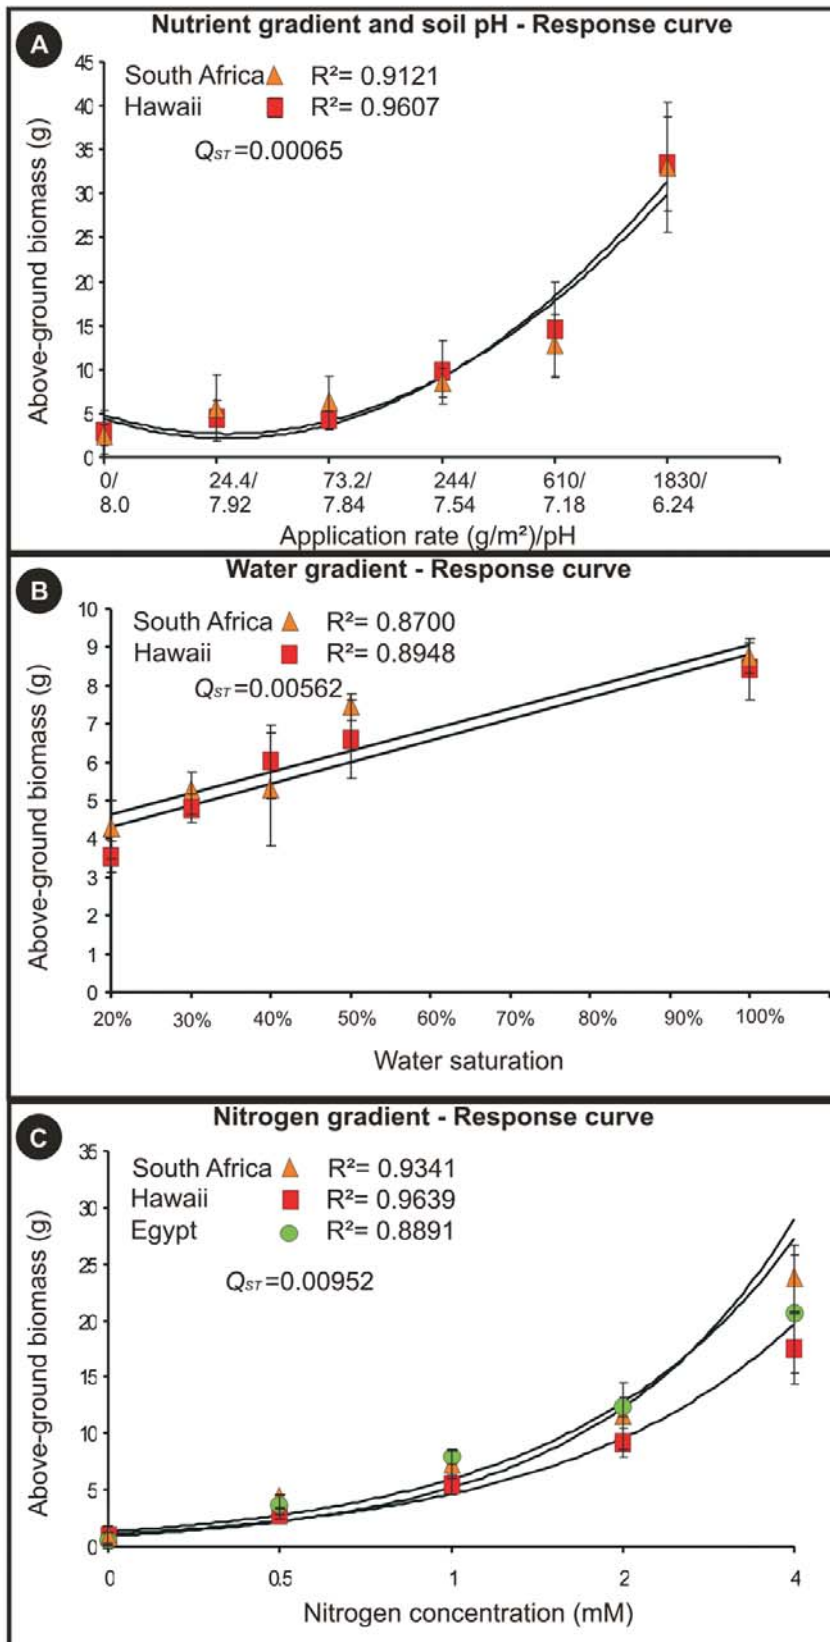 A
Nutrient gradient and soil pH - Response curve
South Africa R²= 0.9121
Hawaii R²= 0.9607
QST=0.00065
Above-ground biomass (g)
45
40
35
30
25
20
15
10
5
0
0/ 24.4/ 73.2/ 244/ 610/ 1830/
8.0 7.92 7.84 7.54 7.18 6.24
Application rate (g/m²)/pH
B
Water gradient - Response curve
South Africa R²= 0.8700
Hawaii R²= 0.8948
QST=0.00562
Above-ground biomass (g)
10
9
8
7
6
5
4
3
2
1
0
20% 30% 40% 50% 60% 70% 80% 90% 100%
Water saturation
C
Nitrogen gradient - Response curve
South Africa R²= 0.9341
Hawaii R²= 0.9639
Egypt R²= 0.8891
QST=0.00952
Above-ground biomass (g)
35
30
25
20
15
10
5
0
0 0.5 1 2 4
Nitrogen concentration (mM)